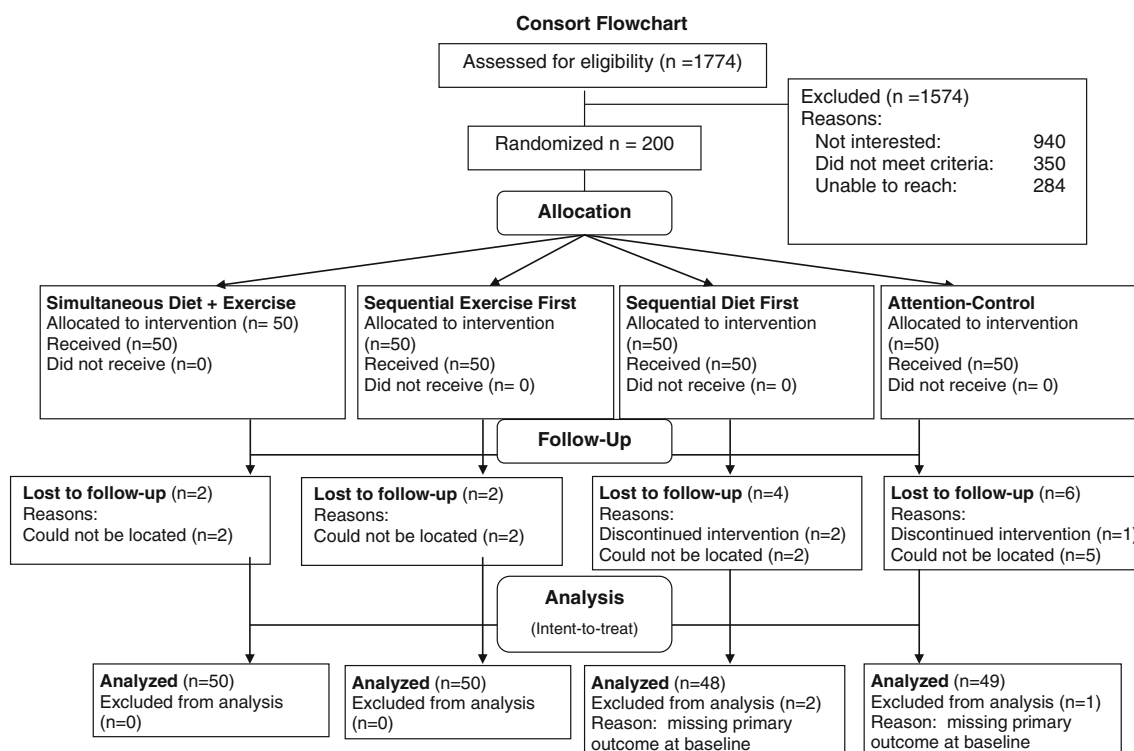 Consort Flowchart
Assessed for eligibility (n =1774)
Excluded (n =1574)
Reasons:
Not interested: 940
Did not meet criteria: 350
Unable to reach: 284
Randomized n = 200
Allocation
Simultaneous Diet + Exercise
Allocated to intervention (n= 50)
Received (n=50)
Did not receive (n=0)
Sequential Exercise First
Allocated to intervention
(n=50)
Received (n=50)
Did not receive (n= 0)
Sequential Diet First
Allocated to intervention
(n=50)
Received (n=50)
Did not receive (n= 0)
Attention-Control
Allocated to intervention
(n=50)
Received (n=50)
Did not receive (n= 0)
Follow-Up
Lost to follow-up (n=2)
Reasons:
Could not be located (n=2)
Lost to follow-up (n=2)
Reasons:
Could not be located (n=2)
Lost to follow-up (n=4)
Reasons:
Discontinued intervention (n=2)
Could not be located (n=2)
Lost to follow-up (n=6)
Reasons:
Discontinued intervention (n=1)
Could not be located (n=5)
Analysis
(Intent-to-treat)
Analyzed (n=50)
Excluded from analysis
(n=0)
Analyzed (n=50)
Excluded from analysis
(n=0)
Analyzed (n=48)
Excluded from analysis (n=2)
Reason: missing primary
outcome at baseline
Analyzed (n=49)
Excluded from analysis (n=1)
Reason: missing primary
outcome at baseline